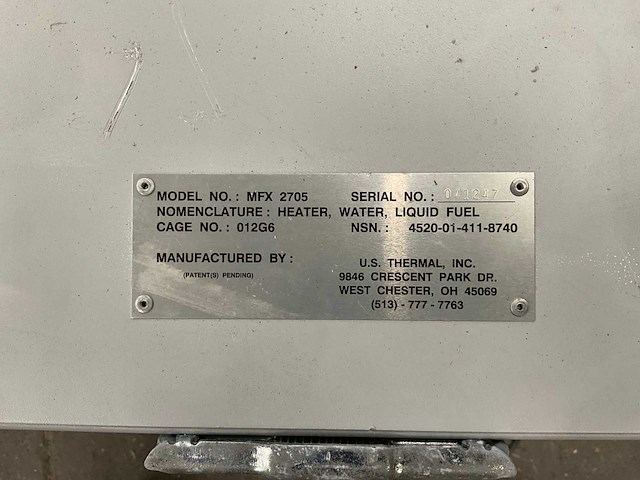 MODEL NO.: MFX 2705 SERIAL NO.:
NOMENCLATURE: HEATER, WATER, LIQUID FUEL
CAGE NO.: 012G6 NSN.: 4520-01-411-8740
MANUFACTURED BY: U.S. THERMAL, INC.
(PATENT(S) PENDING) 9846 CRESCENT PARK DR.
WEST CHESTER, OH 45069
(513)-777-7763